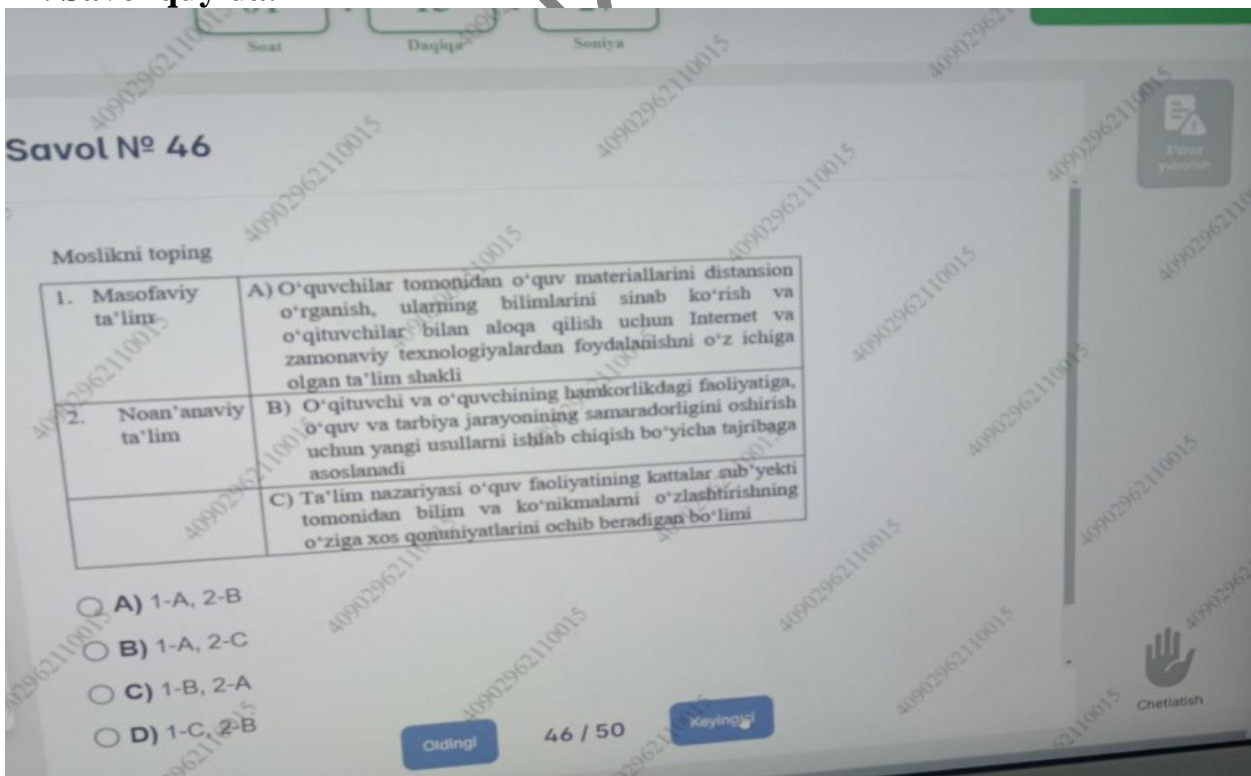 Soat Daqiqa Soniya
Savol № 46
E'tiroz
yuborish
Moslikni toping
1. Masofaviy
ta'lim
A) O'quvchilar tomonidan o'quv materiallarini distansion
o'rganish, ularning bilimlarini sinab ko'rish va
o'qituvchilar bilan aloqa qilish uchun Internet va
zamonaviy texnologiyalardan foydalanishni o'z ichiga
olgan ta'lim shakli
2. Noan'anaviy
ta'lim
B) O'qituvchi va o'quvchining hamkorlikdagi faoliyatiga,
o'quv va tarbiya jarayonining samaradorligini oshirish
uchun yangi usullarni ishlab chiqish bo'yicha tajribaga
asoslanadi
C) Ta'lim nazariyasi o'quv faoliyatining kattalar sub'yekti
tomonidan bilim va ko'nikmalarni o'zlashtirishning
o'ziga xos qonuniyatlarini ochib beradigan bo'limi
A) 1-A, 2-B
B) 1-A, 2-C
C) 1-B, 2-A
D) 1-C, 2-B
Oldingi 46 / 50 Keyingisi
Chetlatish
40902962110015